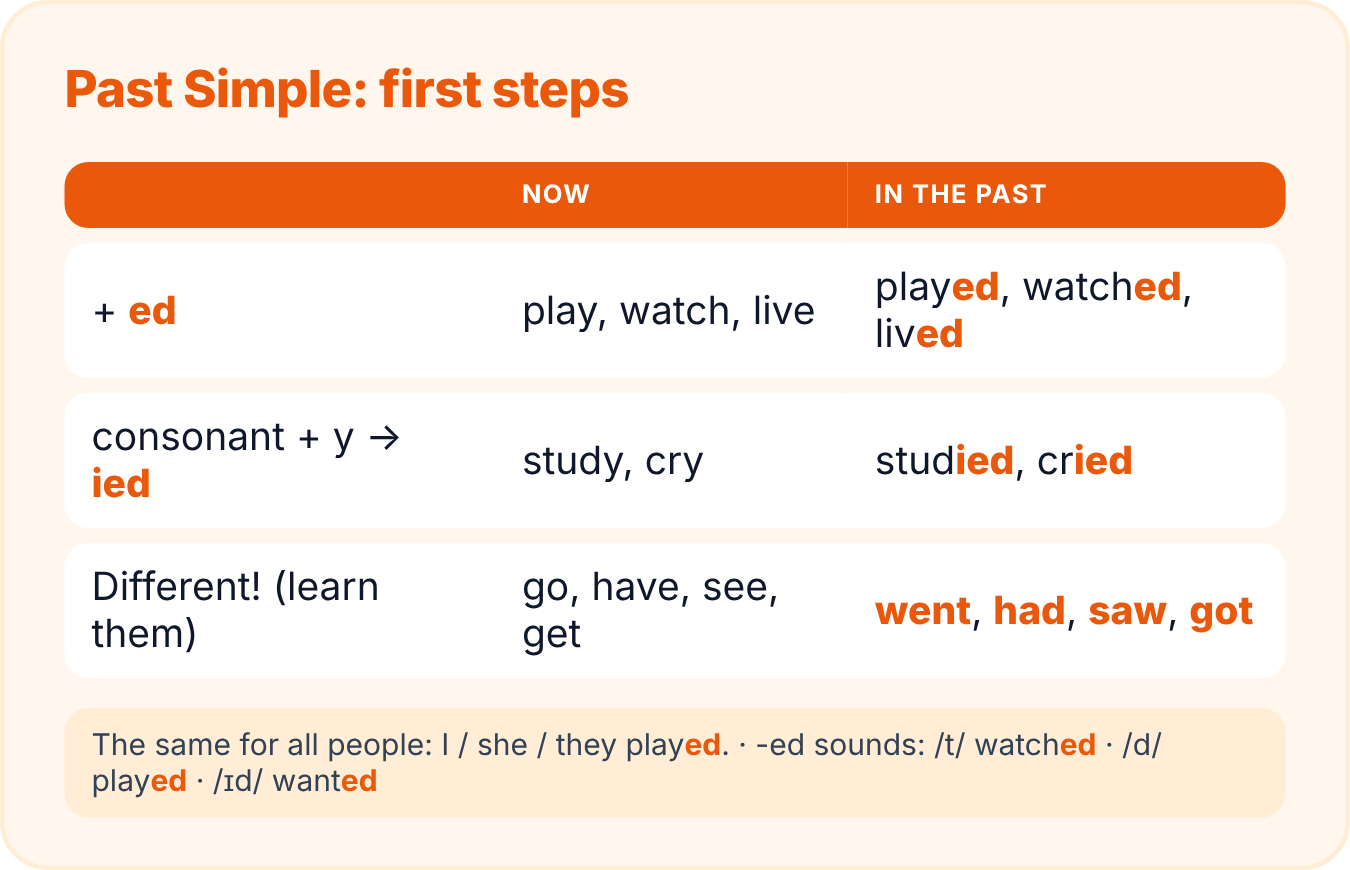 Past Simple: first steps
NOW
IN THE PAST
+ ed
play, watch, live
played, watched,
lived
consonant + y →
ied
study, cry
studied, cried
Different! (learn
them)
go, have, see,
get
went, had, saw, got
The same for all people: I / she / they played. · -ed sounds: /t/ watched · /d/
played · /ɪd/ wanted